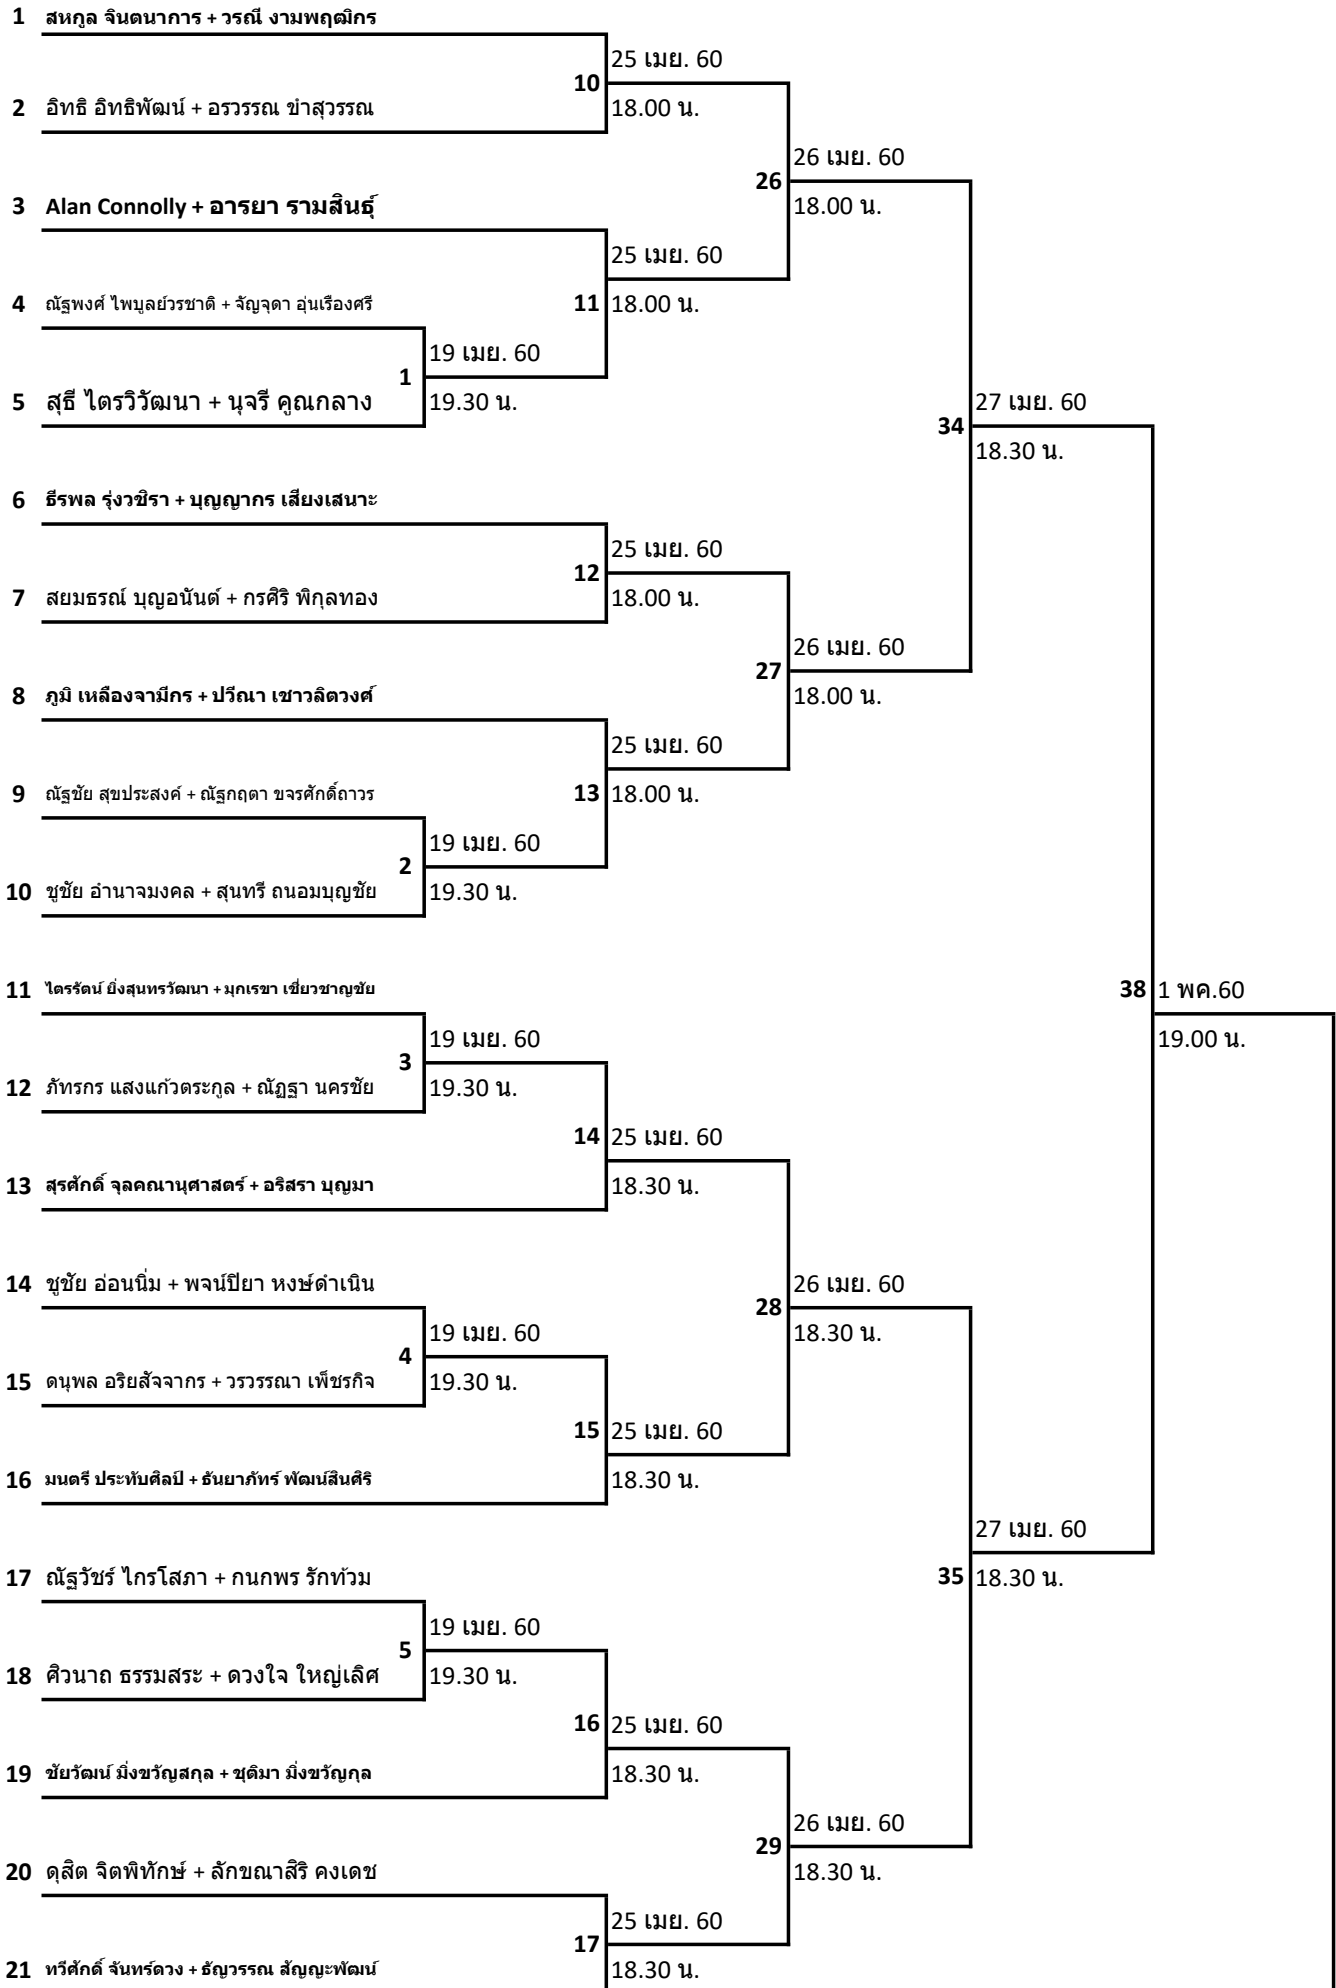 1 สหกูล จินตนาการ + วรณี งามพฤฒิกร
25 เมย. 60
10
2 อิทธิ อิทธิพัฒน์ + อรวรรณ ขำสุวรรณ
18.00 น.
26 เมย. 60
26
3 Alan Connolly + อารยา รามสินธุ์
18.00 น.
25 เมย. 60
4 ณัฐพงศ์ ไพบูลย์วรชาติ + จัญจุดา อุ่นเรืองศรี
11 18.00 น.
19 เมย. 60
1
5 สุธี ไตรวิวัฒนา + นุจรี คูณกลาง
19.30 น.
27 เมย. 60
34
18.30 น.
6 ธีรพล รุ่งวชิรา + บุญญากร เสียงเสนาะ
25 เมย. 60
12
7 สยมธรณ์ บุญอนันต์ + กรศิริ พิกุลทอง
18.00 น.
26 เมย. 60
27
8 ภูมิ เหลืองจามีกร + ปวีณา เชาวลิตวงศ์
18.00 น.
25 เมย. 60
9 ณัฐชัย สุขประสงค์ + ณัฐกฤตา ขจรศักดิ์ถาวร
13 18.00 น.
19 เมย. 60
2
10 ชูชัย อำนาจมงคล + สุนทรี ถนอมบุญชัย
19.30 น.
11 ไตรรัตน์ ยิ่งสุนทรวัฒนา + มุกเรขา เชี่ยวชาญชัย
38 1 พค.60
19 เมย. 60
19.00 น.
3
12 ภัทรกร แสงแก้วตระกูล + ณัฏฐา นครชัย
19.30 น.
14 25 เมย. 60
13 สุรศักดิ์ จุลคณานุศาสตร์ + อริสรา บุญมา
18.30 น.
14 ชูชัย อ่อนนิ่ม + พจน์ปิยา หงษ์ดำเนิน
26 เมย. 60
28
19 เมย. 60
18.30 น.
4
15 ดนุพล อริยสัจจากร + วรวรรณา เพ็ชรกิจ
19.30 น.
15 25 เมย. 60
16 มนตรี ประทับศิลป์ + ธันยาภัทร์ พัฒน์สินศิริ
18.30 น.
27 เมย. 60
17 ณัฐวัชร์ ไกรโสภา + กนกพร รักท้วม
35 18.30 น.
19 เมย. 60
5
18 ศิวนาถ ธรรมสระ + ดวงใจ ใหญ่เลิศ
19.30 น.
16 25 เมย. 60
19 ชัยวัฒน์ มิ่งขวัญสกุล + ชุติมา มิ่งขวัญกุล
18.30 น.
26 เมย. 60
29
20 ดุสิต จิตพิทักษ์ + ลักขณาสิริ คงเดช
18.30 น.
25 เมย. 60
17
21 ทวีศักดิ์ จันทร์ดวง + ธัญวรรณ สัญญะพัฒน์
18.30 น.